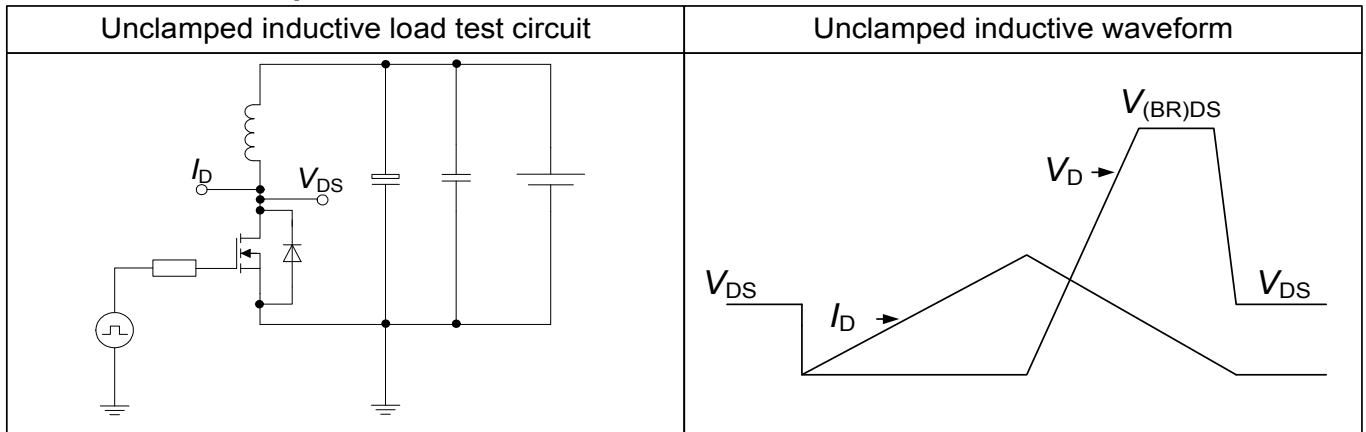 Unclamped inductive load test circuit
Unclamped inductive waveform
V(BR)DS
VD
ID
VDS
VDS
ID
VDS